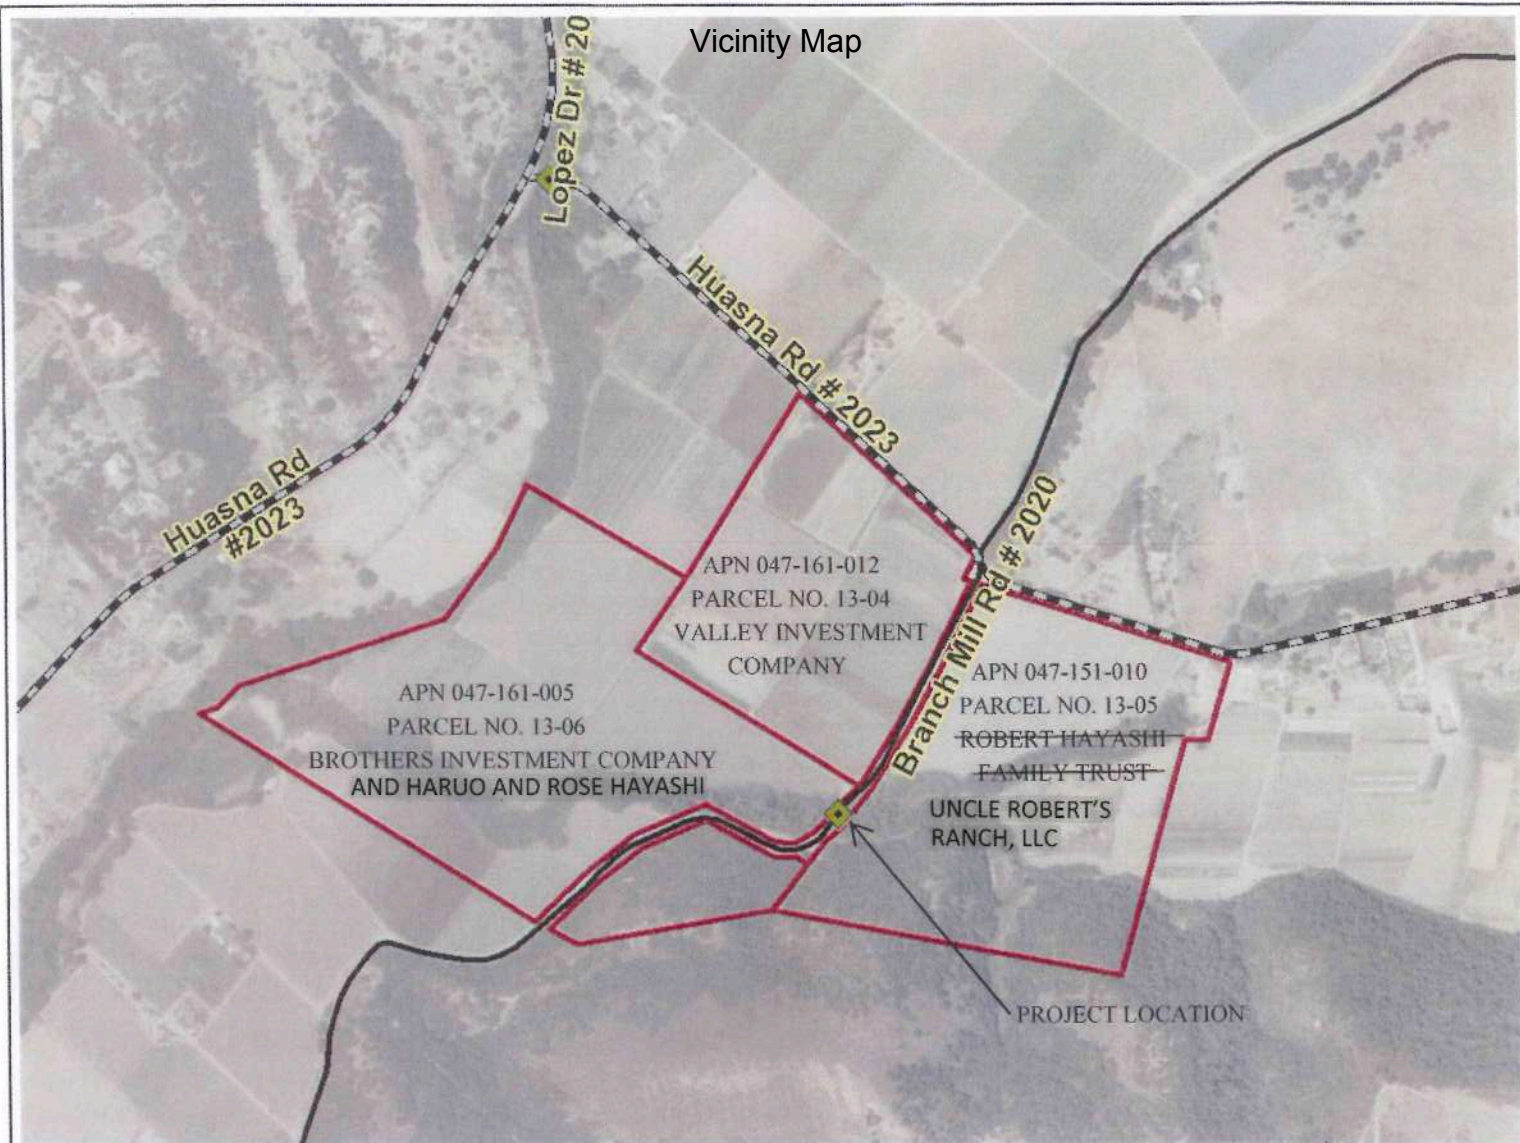 Vicinity Map
Lopez Dr # 20
Huasna Rd # 2023
Huasna Rd
#2023
Branch Mill Rd # 2020
APN 047-161-012
PARCEL NO. 13-04
VALLEY INVESTMENT
COMPANY
APN 047-151-010
PARCEL NO. 13-05
ROBERT HAYASHI
FAMILY TRUST
UNCLE ROBERT'S
RANCH, LLC
APN 047-161-005
PARCEL NO. 13-06
BROTHERS INVESTMENT COMPANY
AND HARUO AND ROSE HAYASHI
PROJECT LOCATION